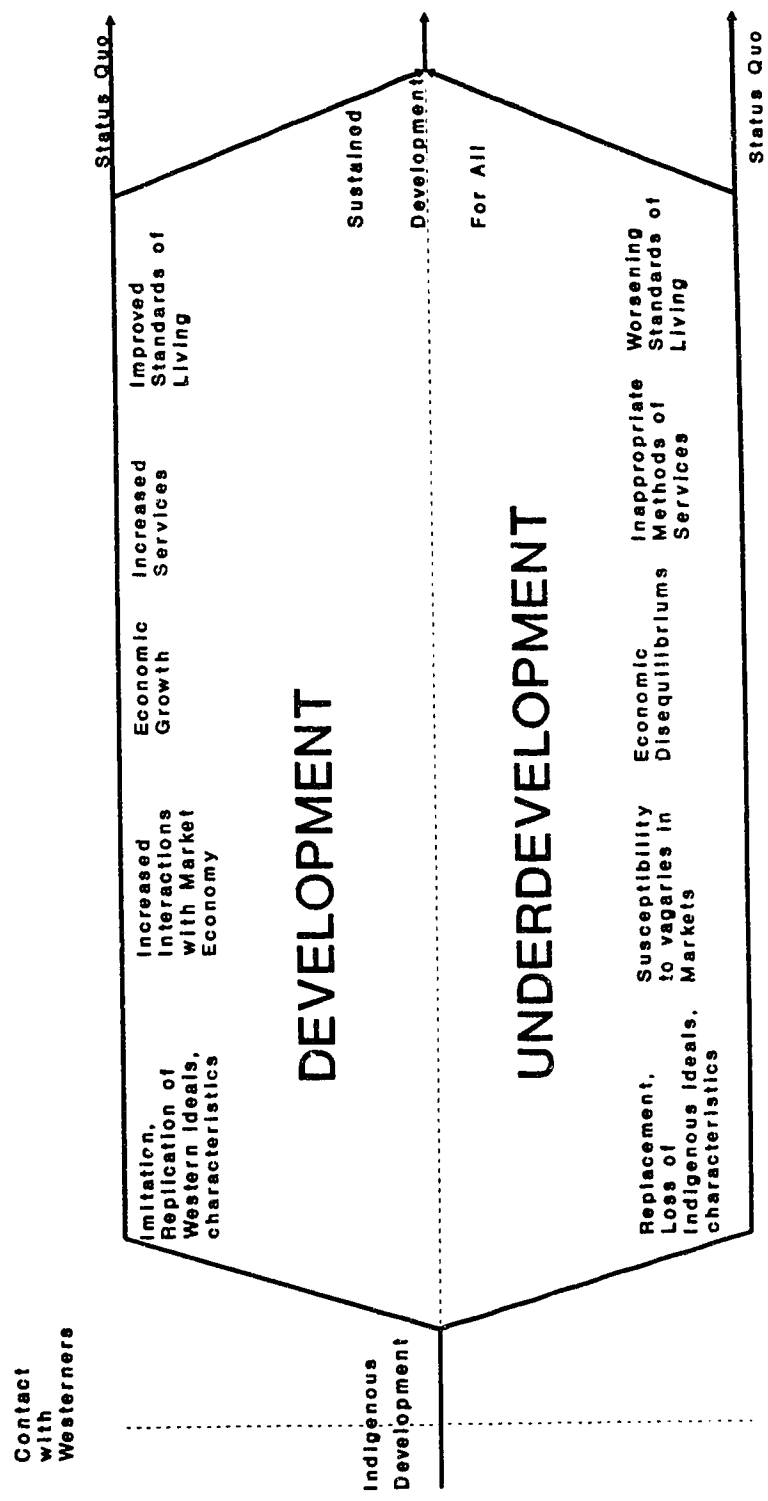 Contact
with
Westerners
Indigenous
Development
Imitation,
Replication of
Western Ideals,
characteristics
Increased
Interactions
with Market
Economy
Economic
Growth
Increased
Services
Improved
Standards of
Living
Status Quo
DEVELOPMENT
Sustained
Development
For All
UNDERDEVELOPMENT
Replacement,
Loss of
Indigenous Ideals,
characteristics
Susceptibility
to vagaries in
Markets
Economic
Disequilibriums
Inappropriate
Methods of
Services
Worsening
Standards of
Living
Status Quo